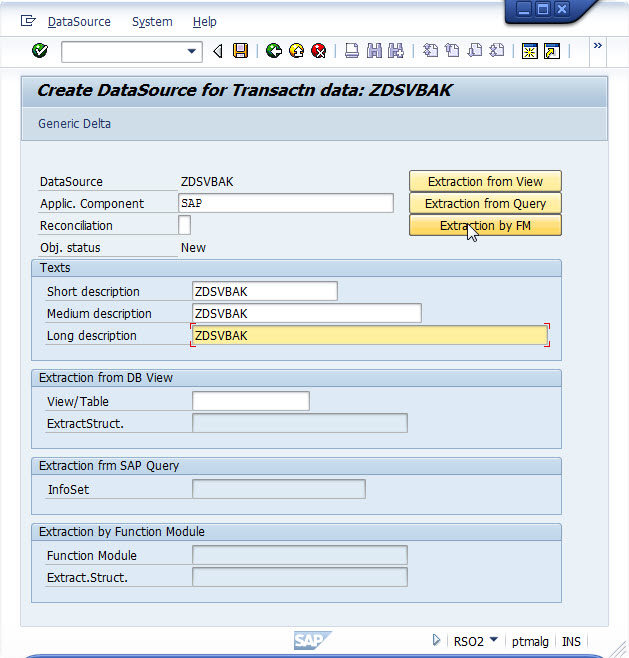 DataSource System Help
»
Create DataSource for Transactn data: ZDSVBAK
Generic Delta
DataSource ZDSVBAK Extraction from View
Applic. Component SAP Extraction from Query
Reconciliation Extraction by FM
Obj. status New
Texts
Short description ZDSVBAK
Medium description ZDSVBAK
Long description ZDSVBAK
Extraction from DB View
View/Table
ExtractStruct.
Extraction frm SAP Query
InfoSet
Extraction by Function Module
Function Module
Extract.Struct.
SAP RSO2 ptmalg INS